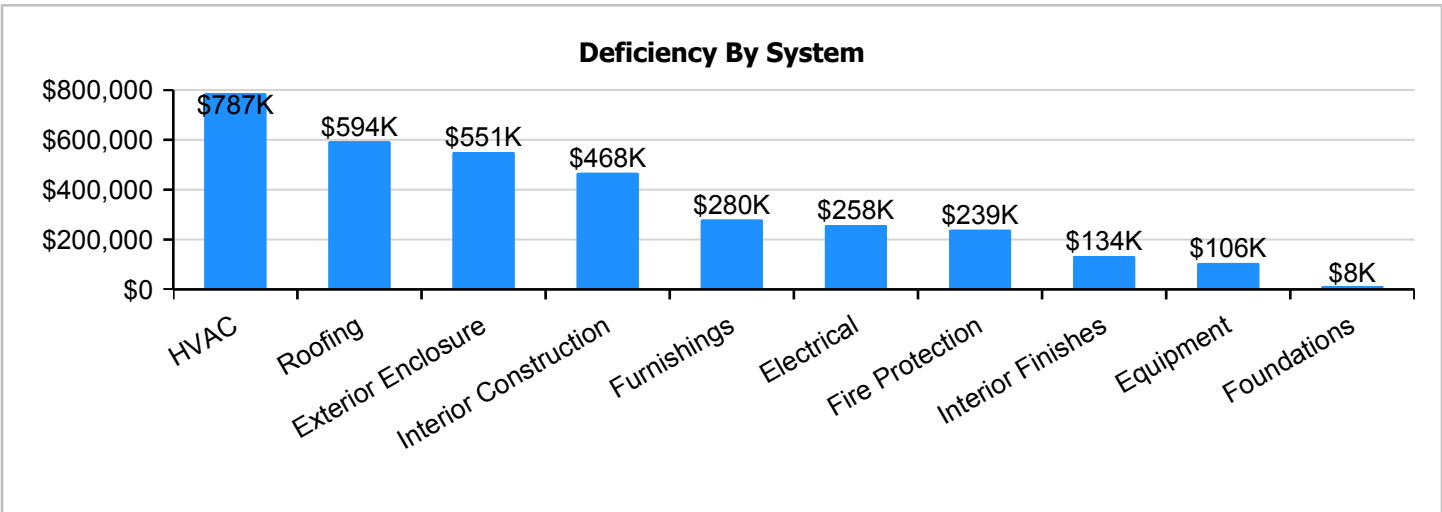 Deficiency By System
$800,000
$600,000
$400,000
$200,000
$0
$787K
$594K
$551K
$468K
$280K
$258K
$239K
$134K
$106K
$8K
HVAC
Roofing
Exterior Enclosure
Interior Construction
Furnishings
Electrical
Fire Protection
Interior Finishes
Equipment
Foundations